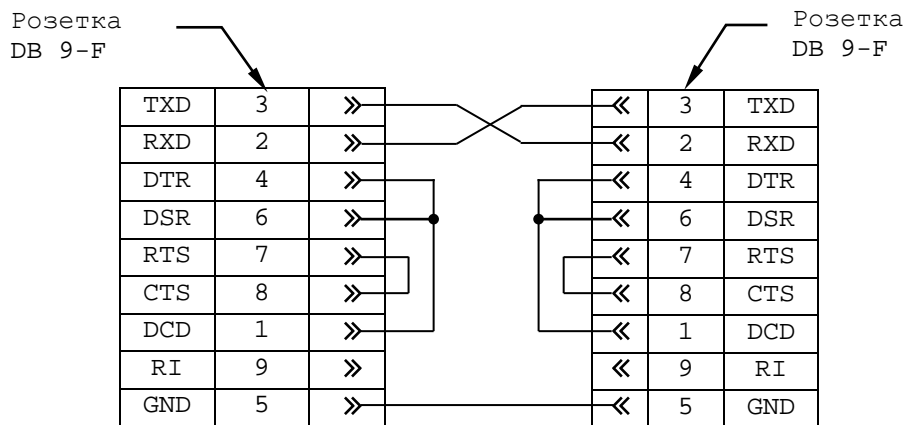 Розетка
DB 9-F
Розетка
DB 9-F
TXD 3 3 TXD
RXD 2 2 RXD
DTR 4 4 DTR
DSR 6 6 DSR
RTS 7 7 RTS
CTS 8 8 CTS
DCD 1 1 DCD
RI 9 9 RI
GND 5 5 GND